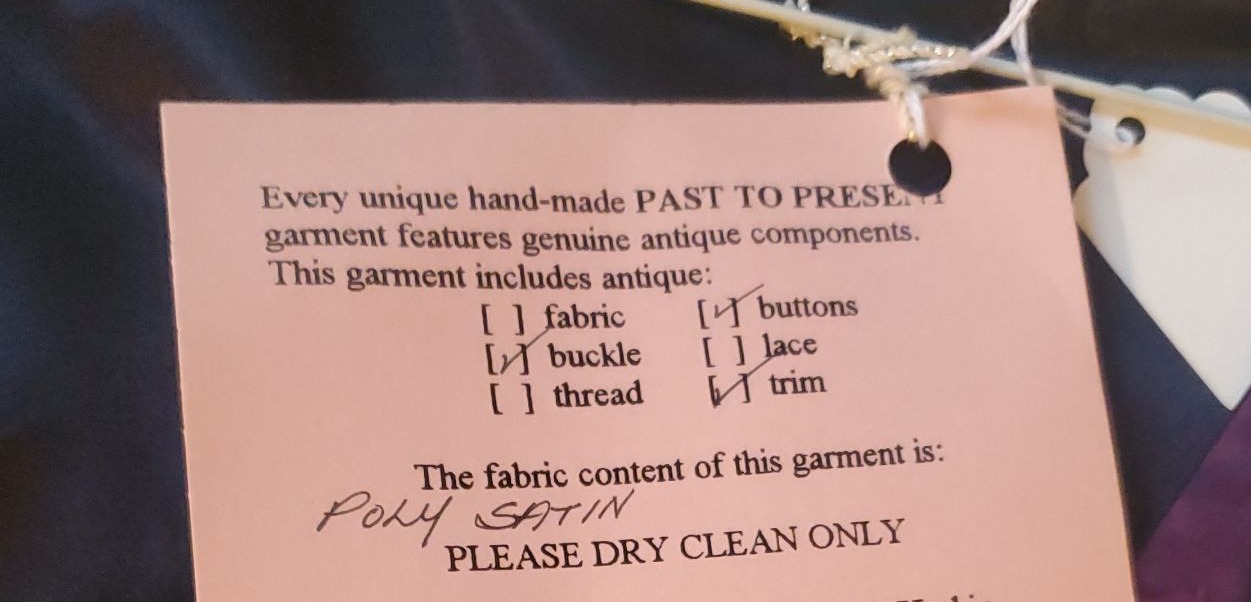 Every unique hand-made PAST TO PRESENT
garment features genuine antique components.
This garment includes antique:
[ ] fabric [✓] buttons
[✓] buckle [ ] lace
[ ] thread [✓] trim
The fabric content of this garment is:
POLY SATIN
PLEASE DRY CLEAN ONLY